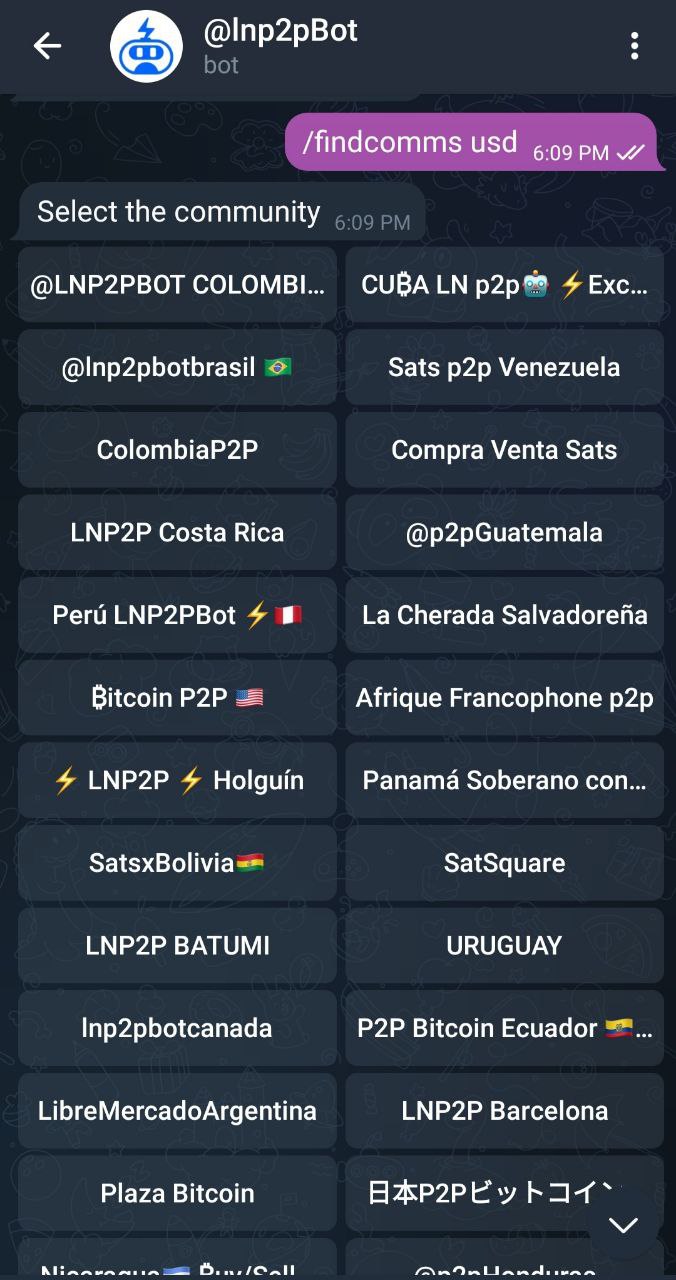 @lnp2pBot
bot
/findcomms usd 6:09 PM
Select the community 6:09 PM
@LNP2PBOT COLOMBI...
CU₿A LN p2p🤖 ⚡Exc...
@lnp2pbotbrasil 🇧🇷
Sats p2p Venezuela
ColombiaP2P
Compra Venta Sats
LNP2P Costa Rica
@p2pGuatemala
Perú LNP2PBot ⚡🇵🇪
La Cherada Salvadoreña
₿itcoin P2P 🇺🇸
Afrique Francophone p2p
⚡ LNP2P ⚡ Holguín
Panamá Soberano con...
SatsxBolivia🇧🇴
SatSquare
LNP2P BATUMI
URUGUAY
lnp2pbotcanada
P2P Bitcoin Ecuador 🇪🇨...
LibreMercadoArgentina
LNP2P Barcelona
Plaza Bitcoin
日本P2Pビットコイン
Nicaragua🇳🇮 ₿uy/Sell...
@p2pHonduras